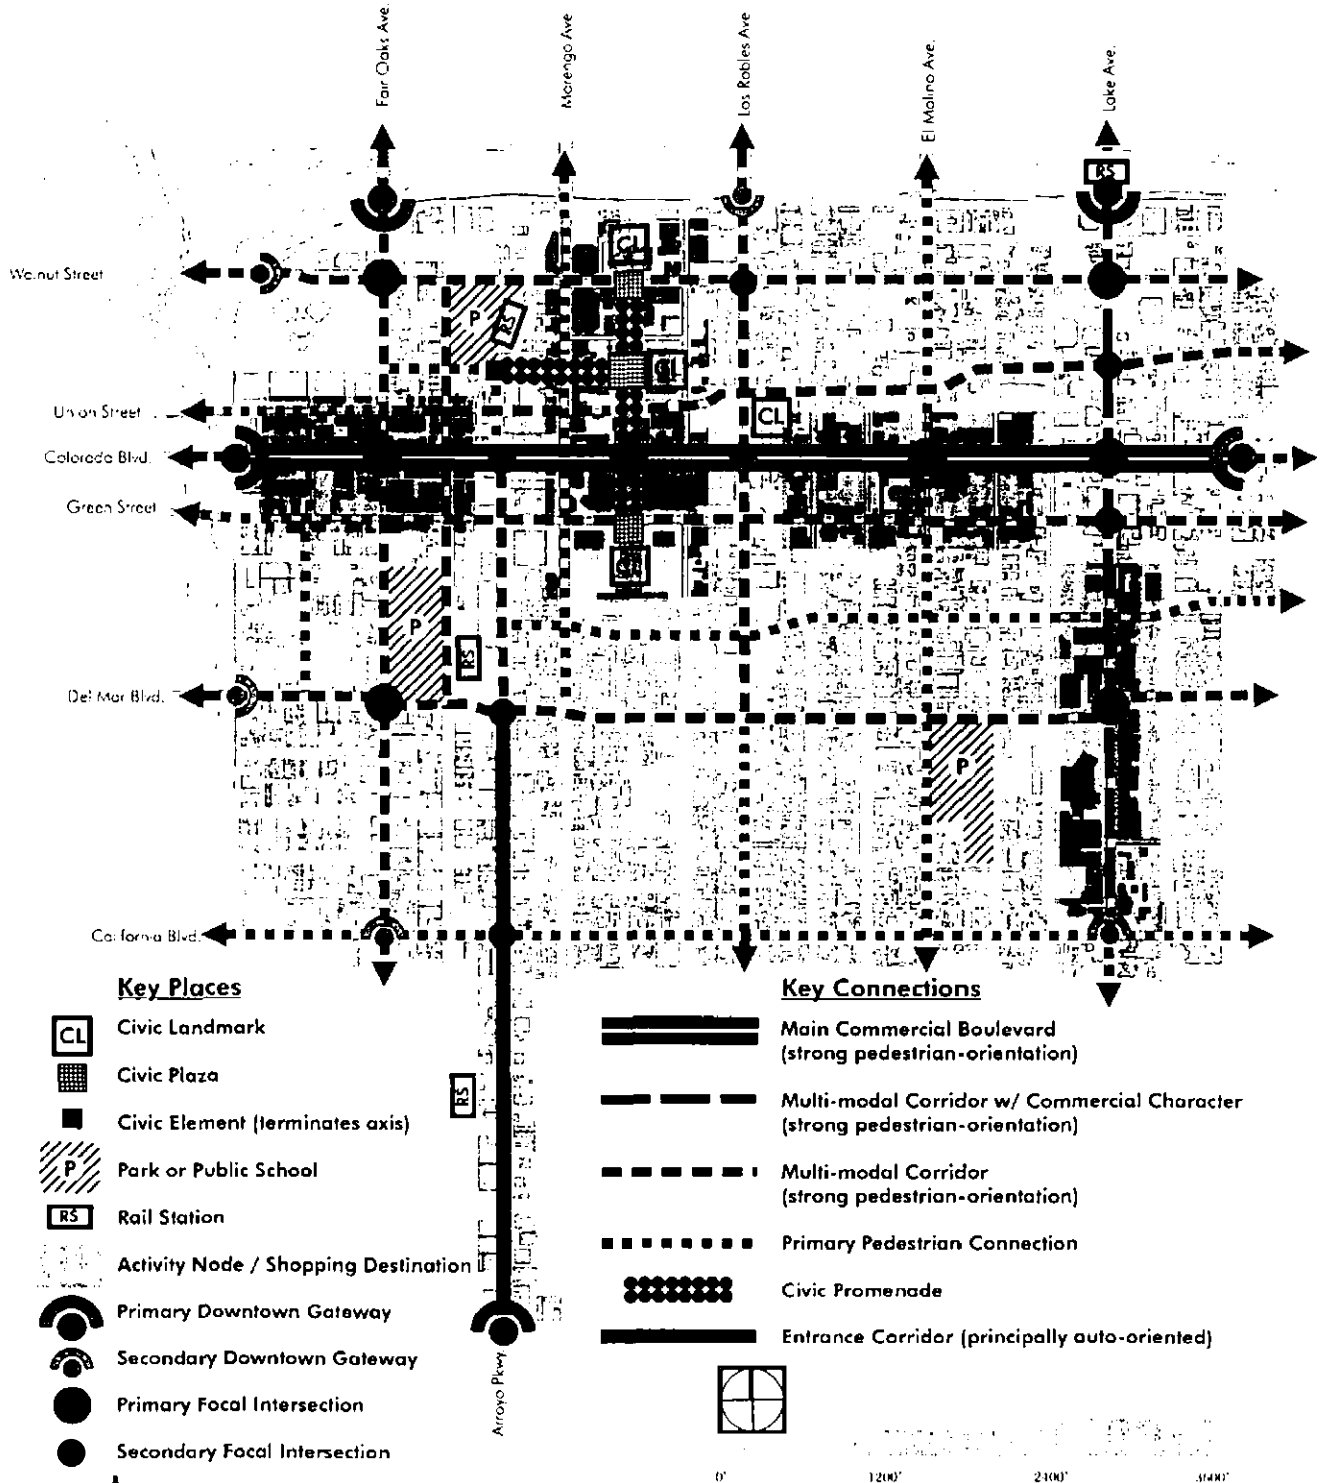 Fair Oaks Ave.
Marengo Ave
Los Robles Ave
El Molino Ave.
Lake Ave.
RS
CL
Walnut Street
P
RS
CL
Union Street
CL
Colorado Blvd.
Green Street
P
RS
Del Mar Blvd.
P
California Blvd.
Key Places
CL Civic Landmark
Civic Plaza
Civic Element (terminates axis)
P Park or Public School
RS Rail Station
Activity Node / Shopping Destination
Primary Downtown Gateway
Secondary Downtown Gateway
Primary Focal Intersection
Secondary Focal Intersection
RS
Arroyo Pkwy.
Key Connections
Main Commercial Boulevard
(strong pedestrian-orientation)
Multi-modal Corridor w/ Commercial Character
(strong pedestrian-orientation)
Multi-modal Corridor
(strong pedestrian-orientation)
Primary Pedestrian Connection
Civic Promenade
Entrance Corridor (principally auto-oriented)
0' 1200' 2400' 3600'